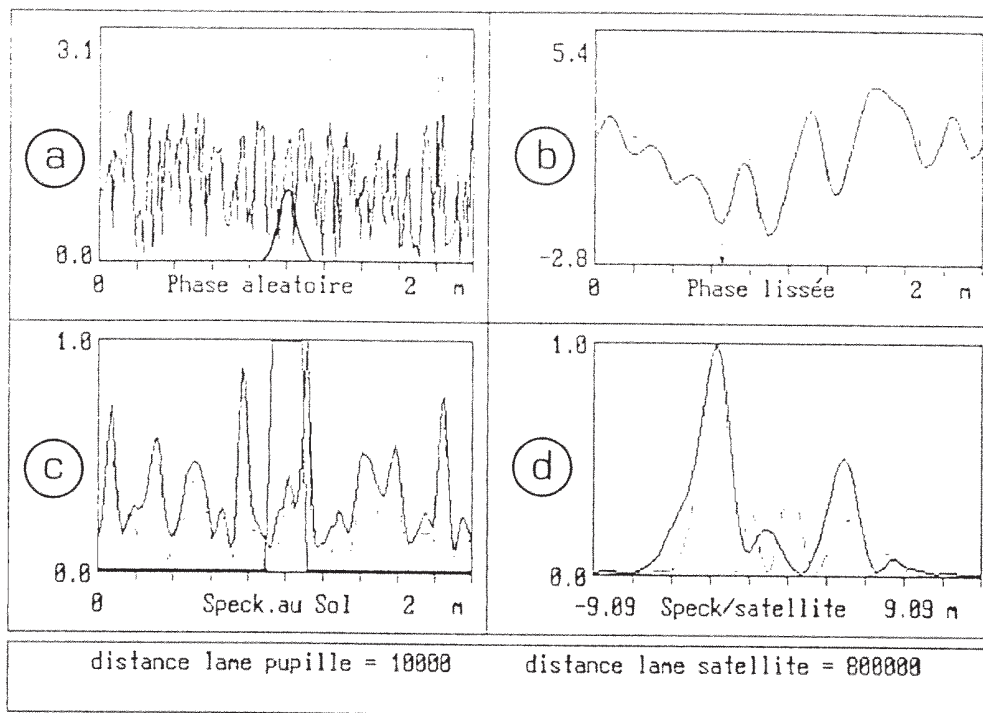 3.1
a
0.0
0 Phase aleatoire 2 m
5.4
b
-2.8
0 Phase lissée 2 m
1.0
c
0.0
0 Speck.au Sol 2 m
1.0
d
0.0
-9.09 Speck/satellite 9.09 m
distance lame pupille = 10000 distance lame satellite = 800000